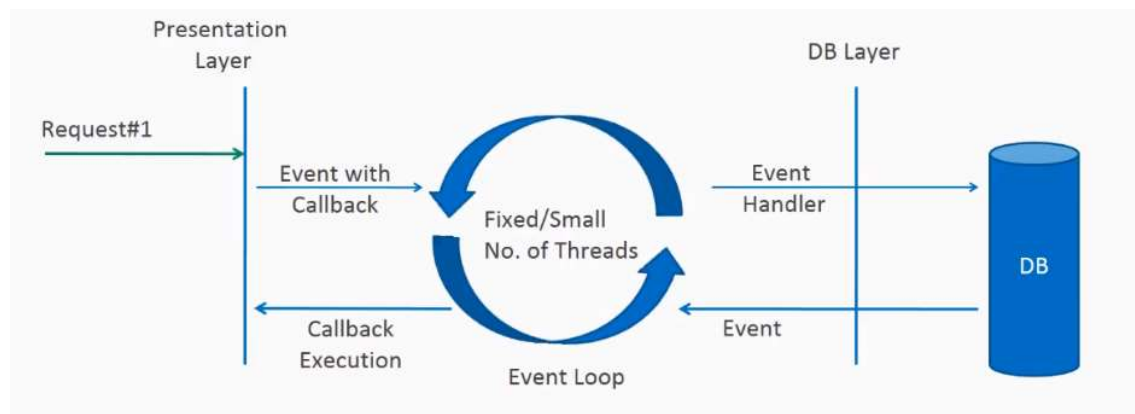 Presentation
Layer
DB Layer
Request#1
Event with
Callback
Event
Handler
Fixed/Small
No. of Threads
DB
Callback
Execution
Event
Event Loop